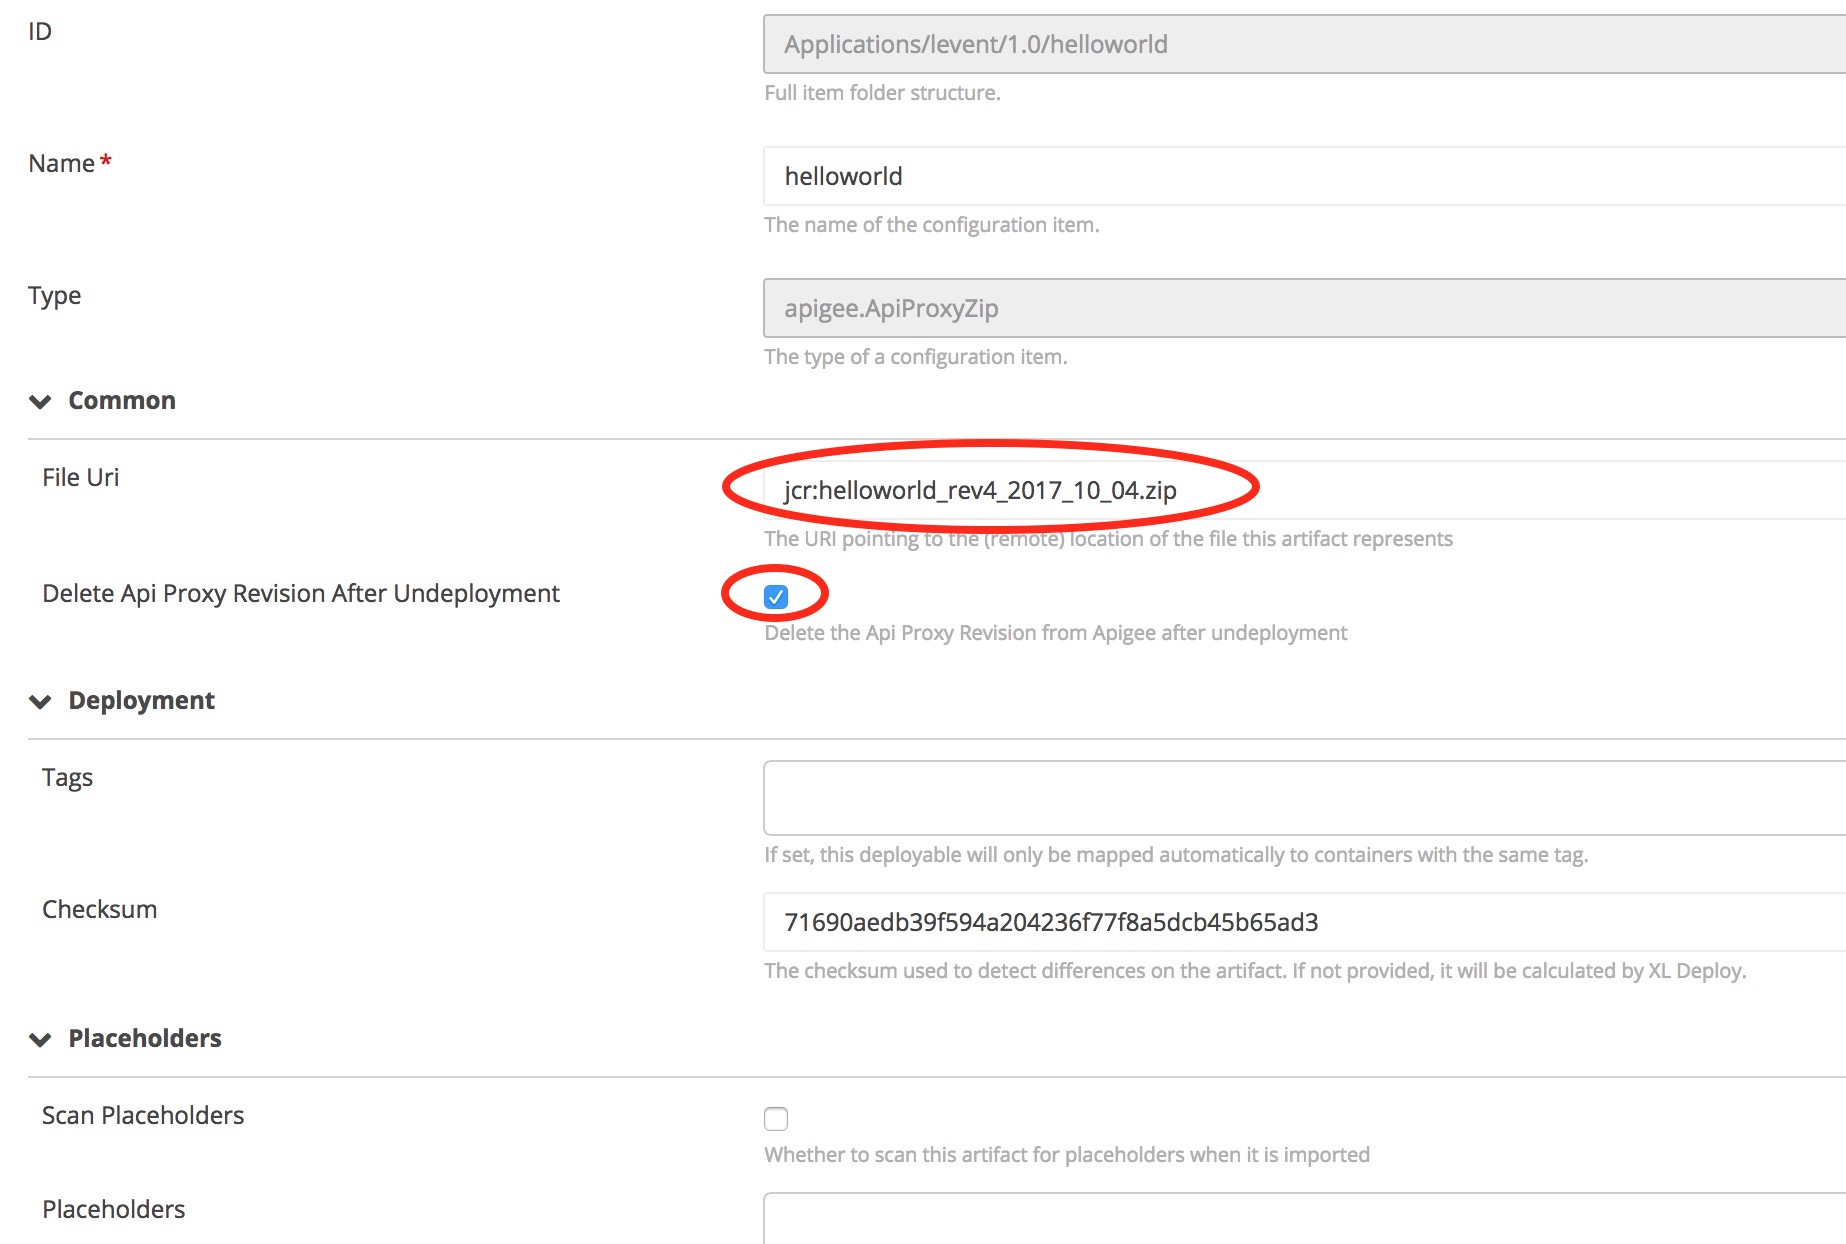 ID
Applications/levent/1.0/helloworld
Full item folder structure.
Name *
helloworld
The name of the configuration item.
Type
apigee.ApiProxyZip
The type of a configuration item.
Common
File Uri
jcr:helloworld_rev4_2017_10_04.zip
The URI pointing to the (remote) location of the file this artifact represents
Delete Api Proxy Revision After Undeployment
Delete the Api Proxy Revision from Apigee after undeployment
Deployment
Tags
If set, this deployable will only be mapped automatically to containers with the same tag.
Checksum
71690aedb39f594a204236f77f8a5dcb45b65ad3
The checksum used to detect differences on the artifact. If not provided, it will be calculated by XL Deploy.
Placeholders
Scan Placeholders
Whether to scan this artifact for placeholders when it is imported
Placeholders